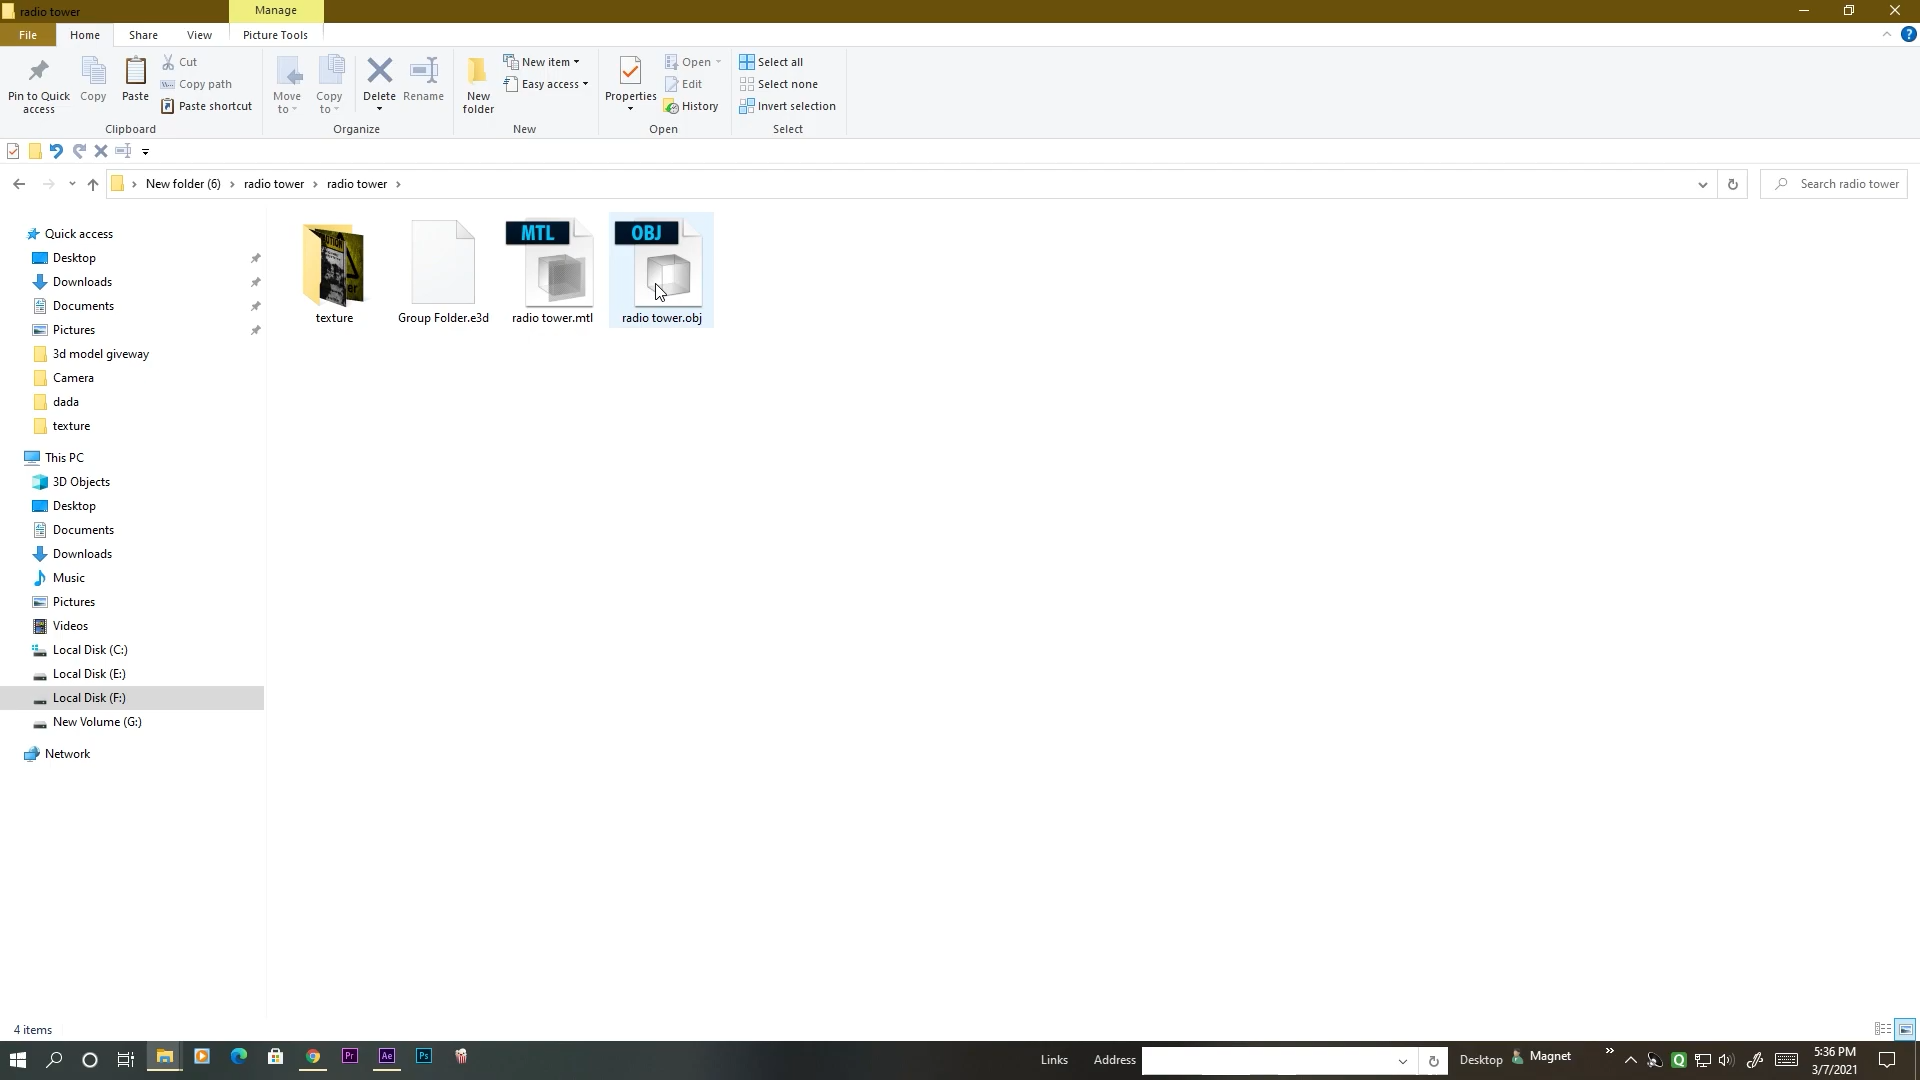 radio tower
Manage
File
Home
Share
View
Picture Tools
Pin to Quick access
Copy
Paste
Cut
Copy path
Paste shortcut
Clipboard
Move to
Copy to
Delete
Rename
Organize
New folder
New item
Easy access
New
Properties
Open
Edit
History
Open
Select all
Select none
Invert selection
Select
New folder (6) > radio tower > radio tower >
Search radio tower
Quick access
Desktop
Downloads
Documents
Pictures
3d model giveway
Camera
dada
texture
This PC
3D Objects
Desktop
Documents
Downloads
Music
Pictures
Videos
Local Disk (C:)
Local Disk (E:)
Local Disk (F:)
New Volume (G:)
Network
MTL
OBJ
texture
Group Folder.e3d
radio tower.mtl
radio tower.obj
4 items
Pr
Ae
Ps
Links
Address
Desktop
Magnet
5:36 PM
3/7/2021